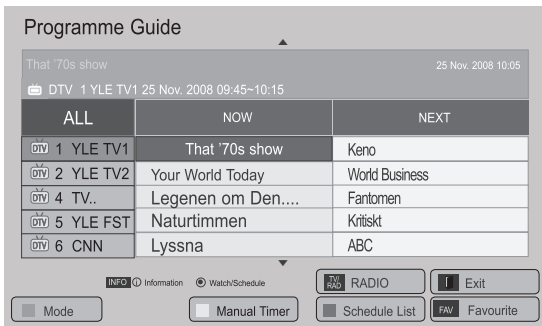 Programme Guide
That '70s show 25 Nov. 2008 10:05
DTV 1 YLE TV1 25 Nov. 2008 09:45~10:15
ALL NOW NEXT
DTV 1 YLE TV1 That '70s show Keno
DTV 2 YLE TV2 Your World Today World Business
DTV 4 TV.. Legenen om Den.... Fantomen
DTV 5 YLE FST Naturtimmen Kritiskt
DTV 6 CNN Lyssna ABC
INFO i Information Watch/Schedule TV/RAD RADIO Exit
Mode Manual Timer Schedule List FAV Favourite